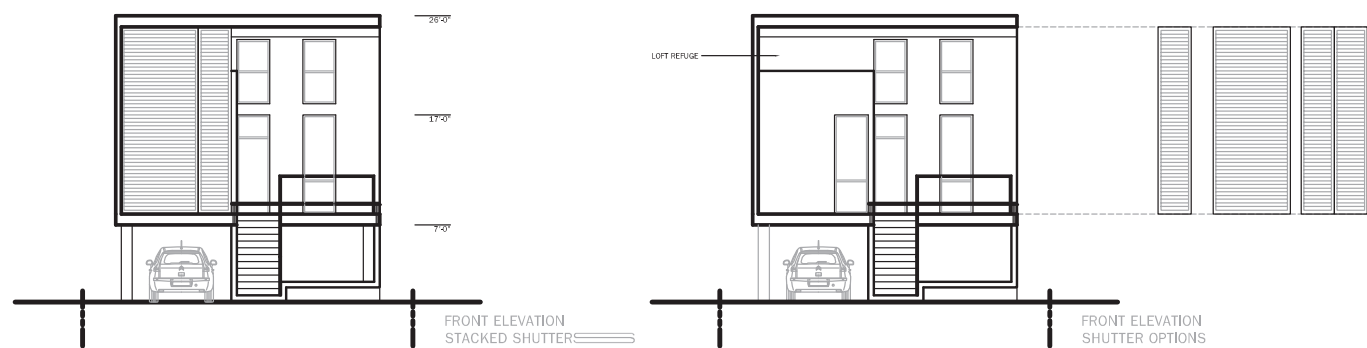 26'-0"
17'-0"
7'-0"
FRONT ELEVATION
STACKED SHUTTER
LOFT REFUGE
FRONT ELEVATION
SHUTTER OPTIONS